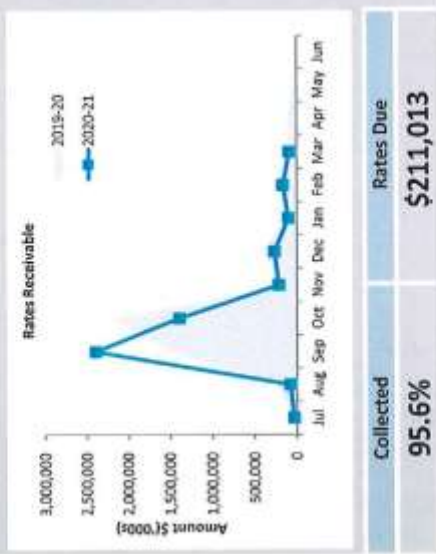 Rates Receivable
3,000,000
2,500,000
2,000,000
1,500,000
1,000,000
500,000
0
Amount $('000s)
2019-20
2020-21
Jul Aug Sep Oct Nov Dec Jan Feb Mar Apr May Jun
Collected Rates Due
95.6% $211,013